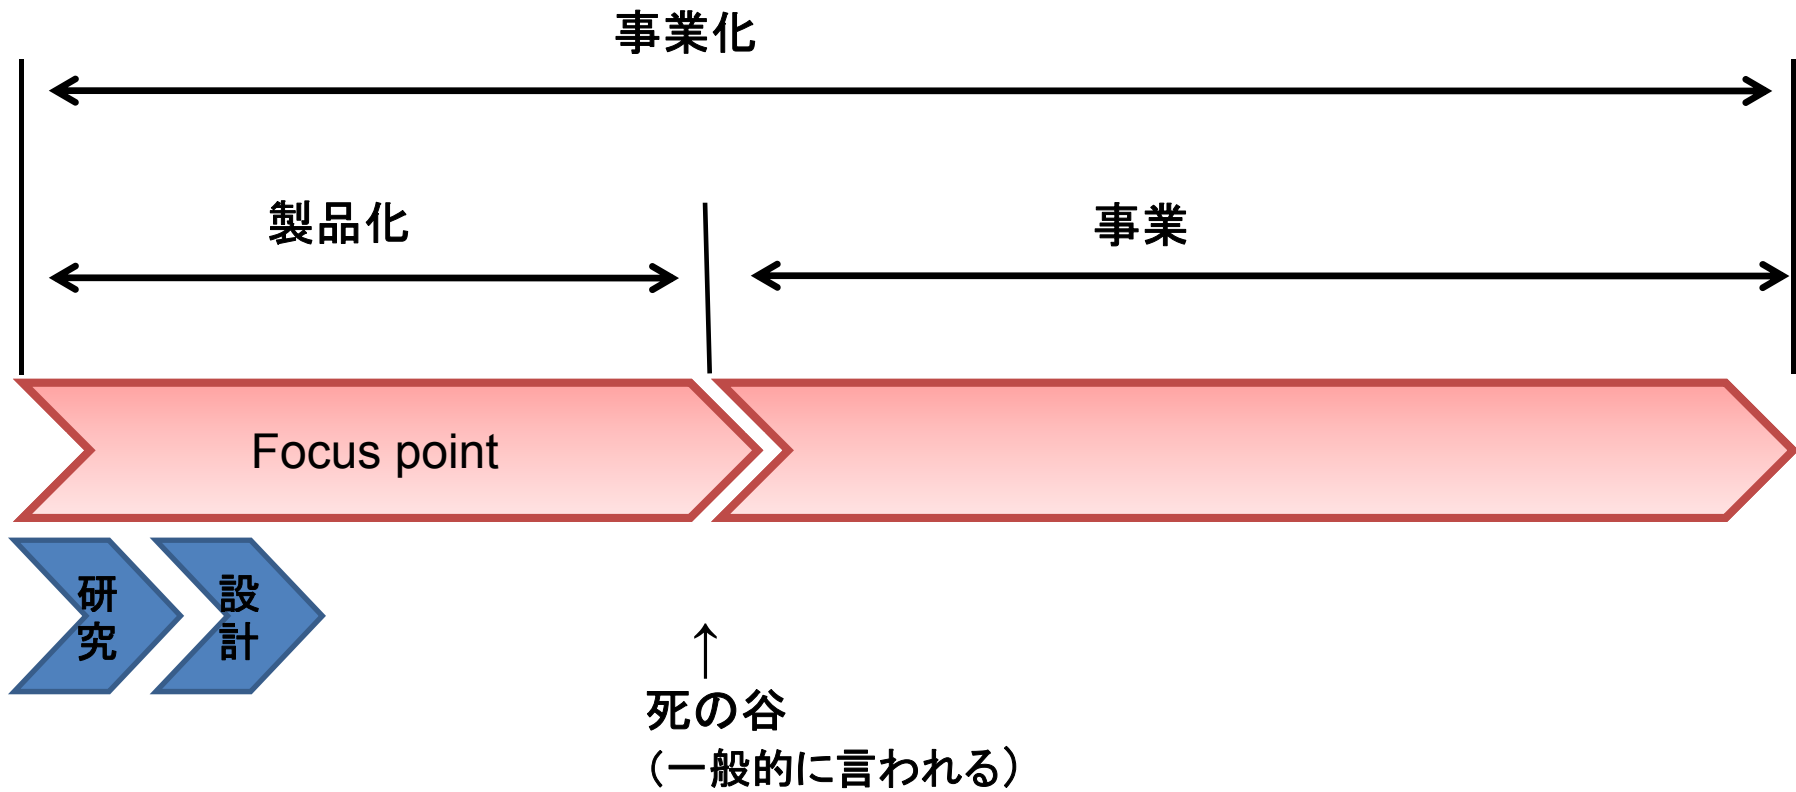 事業化
製品化
事業
Focus point
研
究
設
計
↑
死の谷
（一般的に言われる）